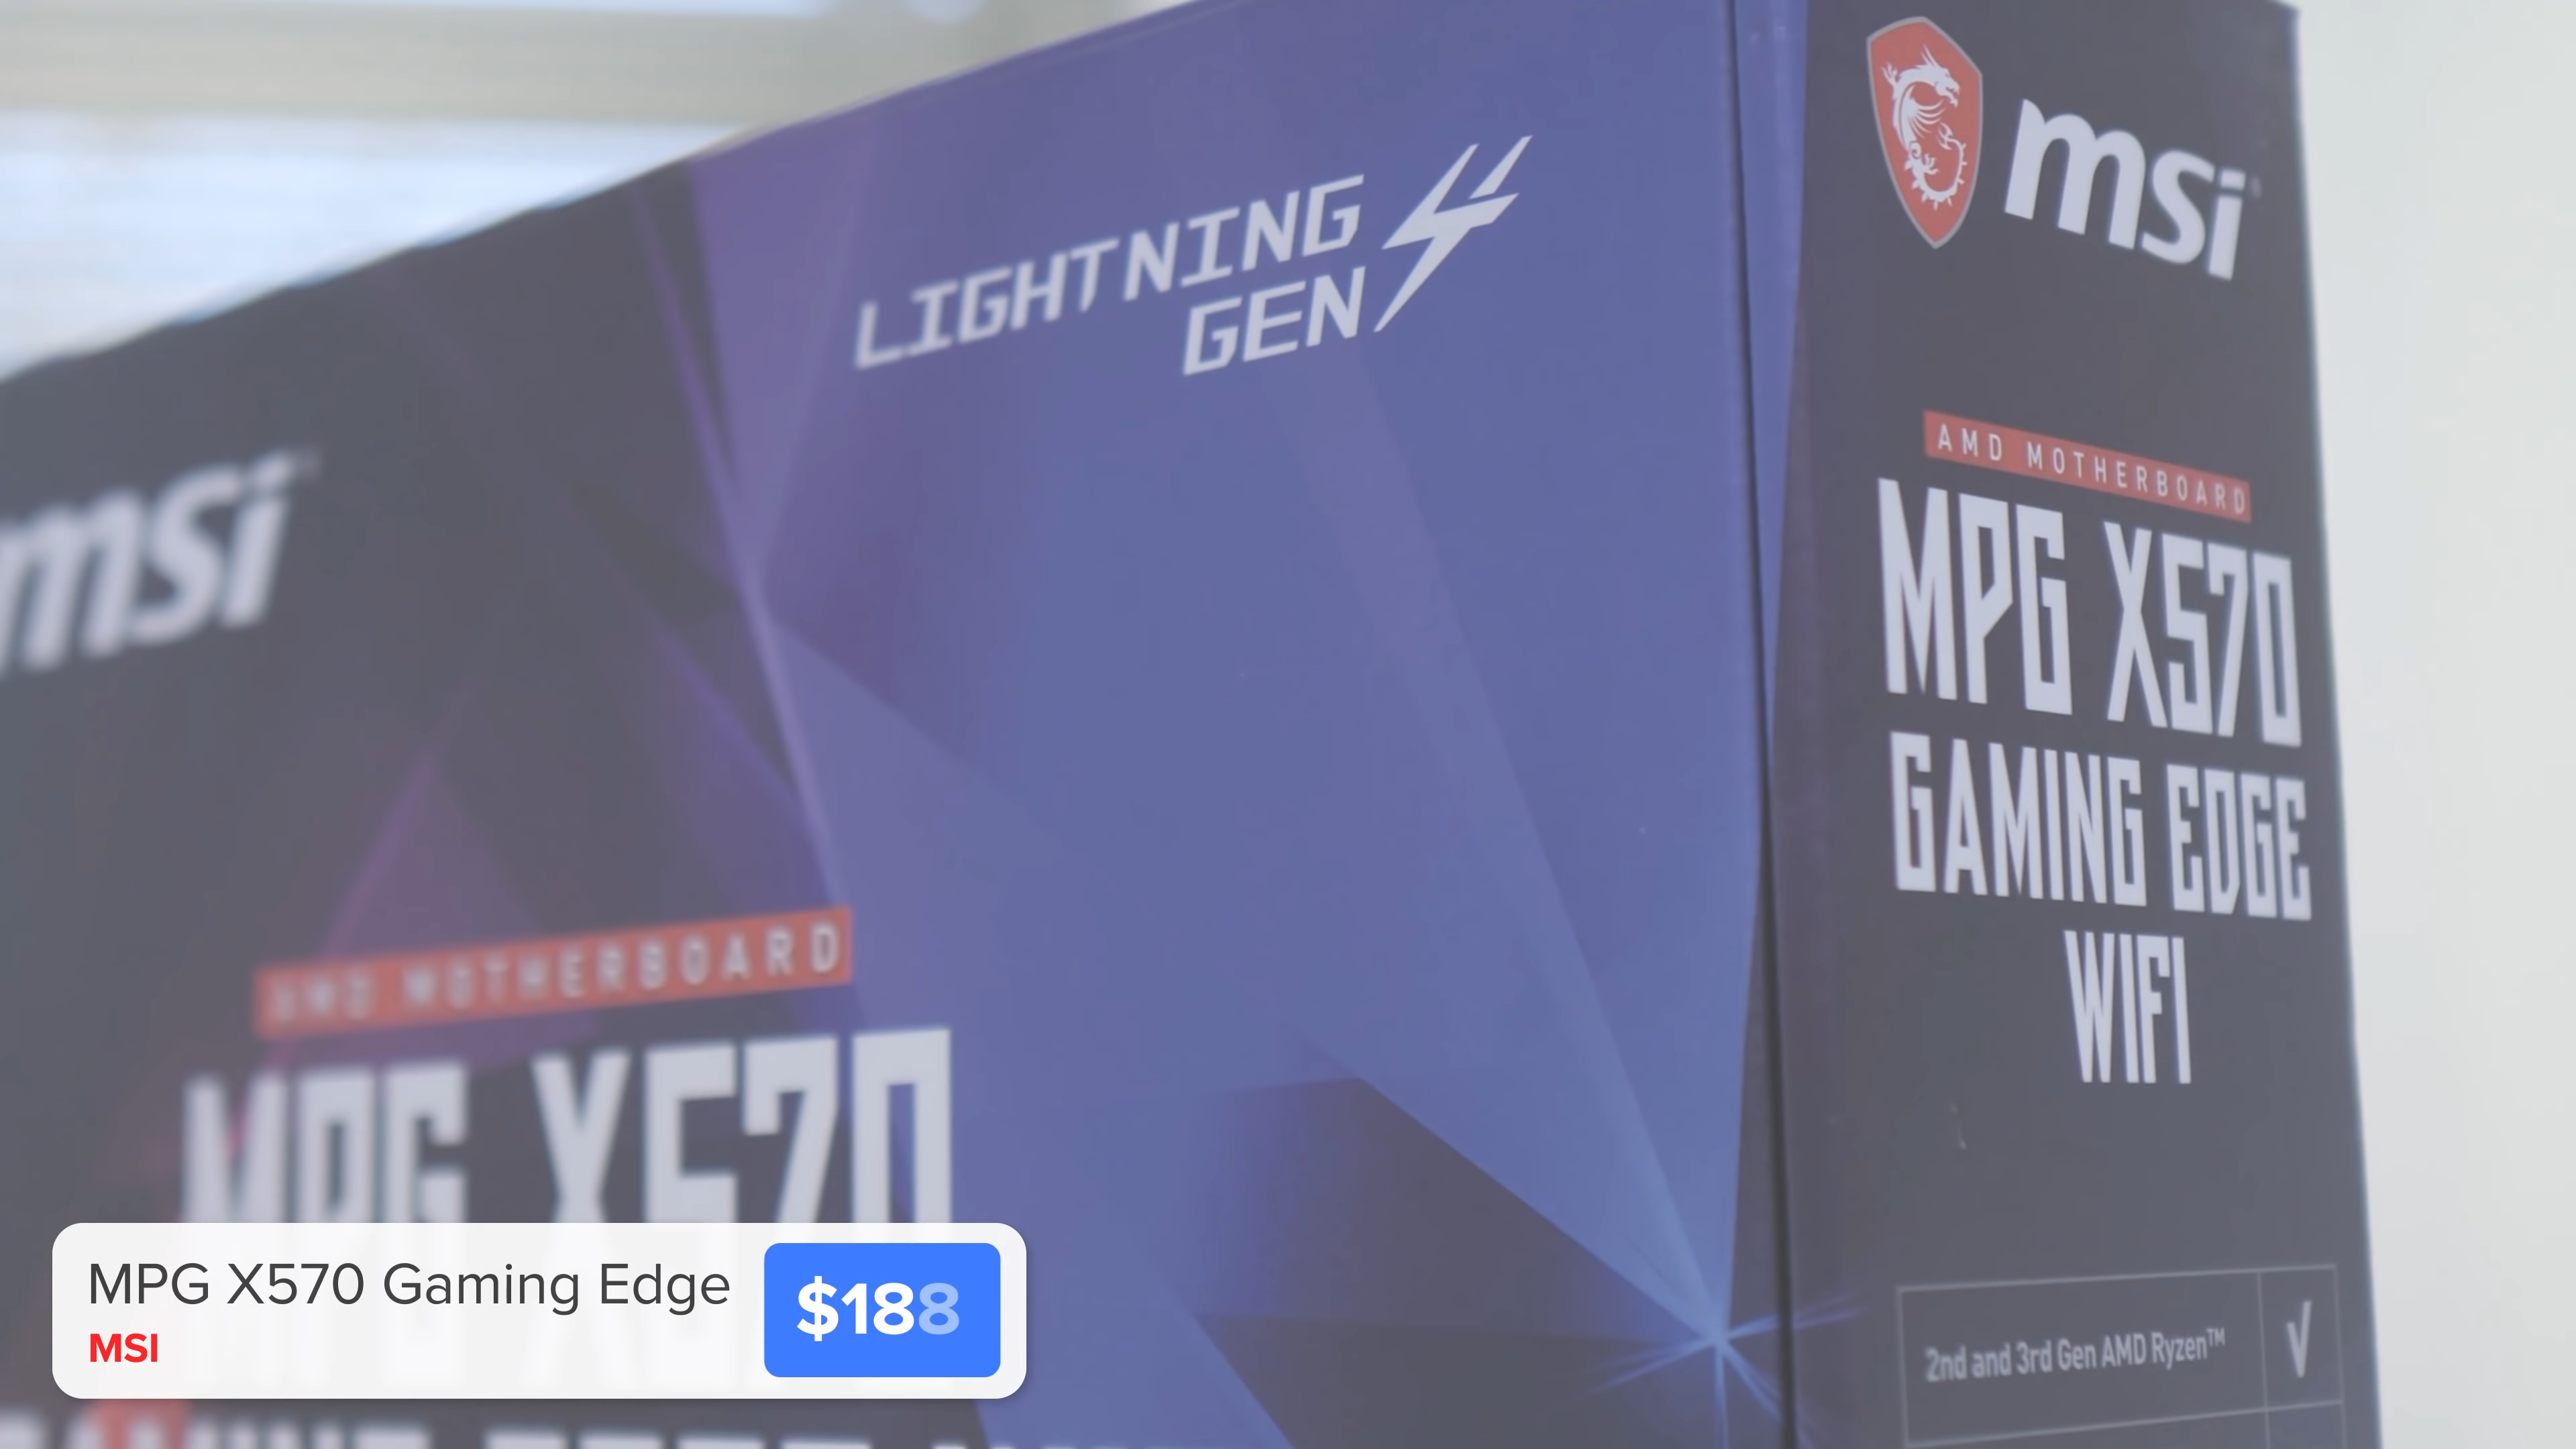 msi
LIGHTNING
GEN 4
msi
AMD MOTHERBOARD
MPG X570
GAMING EDGE
WIFI
2nd and 3rd Gen AMD Ryzen™ √
AMD MOTHERBOARD
MPG X570
MPG X570 Gaming Edge
MSI
$188